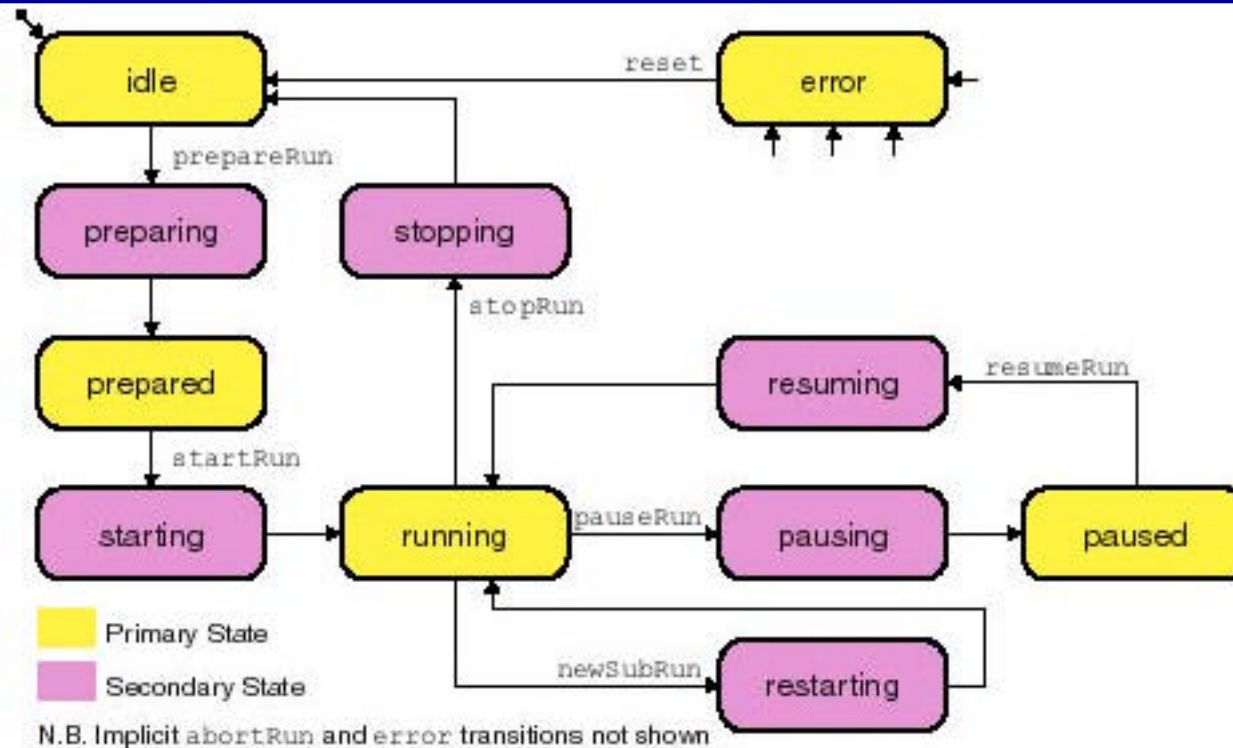 idle
reset
error
prepareRun
preparing
stopping
stopRun
prepared
resuming
resumeRun
startRun
starting
running
pauseRun
pausing
paused
Primary State
newSubRun
restarting
Secondary State
N.B. Implicit abortRun and error transitions not shown